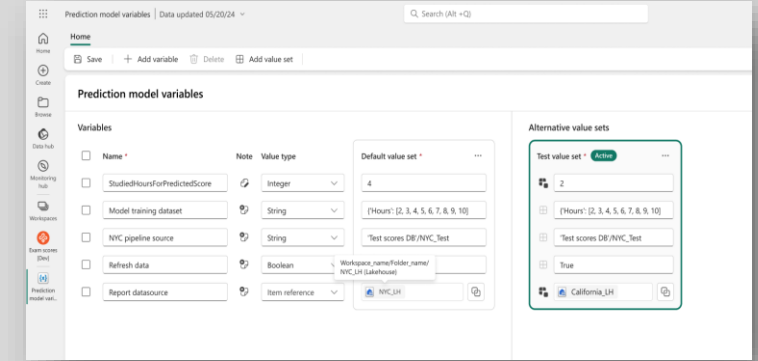 Prediction model variables | Data updated 05/20/24
Search (Alt +Q)
Home
Save
Add variable
Delete
Add value set
Home
Create
Browse
Data hub
Monitoring
hub
Workspaces
Exam scores
(Dev)
Prediction
model vari...
Prediction model variables
Variables
Alternative value sets
Name *
Note
Value type
Default value set *
...
Test value set *
Active
...
StudiedHoursForPredictedScore
Integer
4
2
Model training dataset
String
{'Hours': [2, 3, 4, 5, 6, 7, 8, 9, 10]
{'Hours': [2, 3, 4, 5, 6, 7, 8, 9, 10]
NYC pipeline source
String
'Test scores DB'/NYC_Test
'Test scores DB'/NYC_Test
Refresh data
Boolean
Workspace_name/Folder_name/
NYC_LH (Lakehouse)
True
Report datasource
Item reference
NYC_LH
California_LH